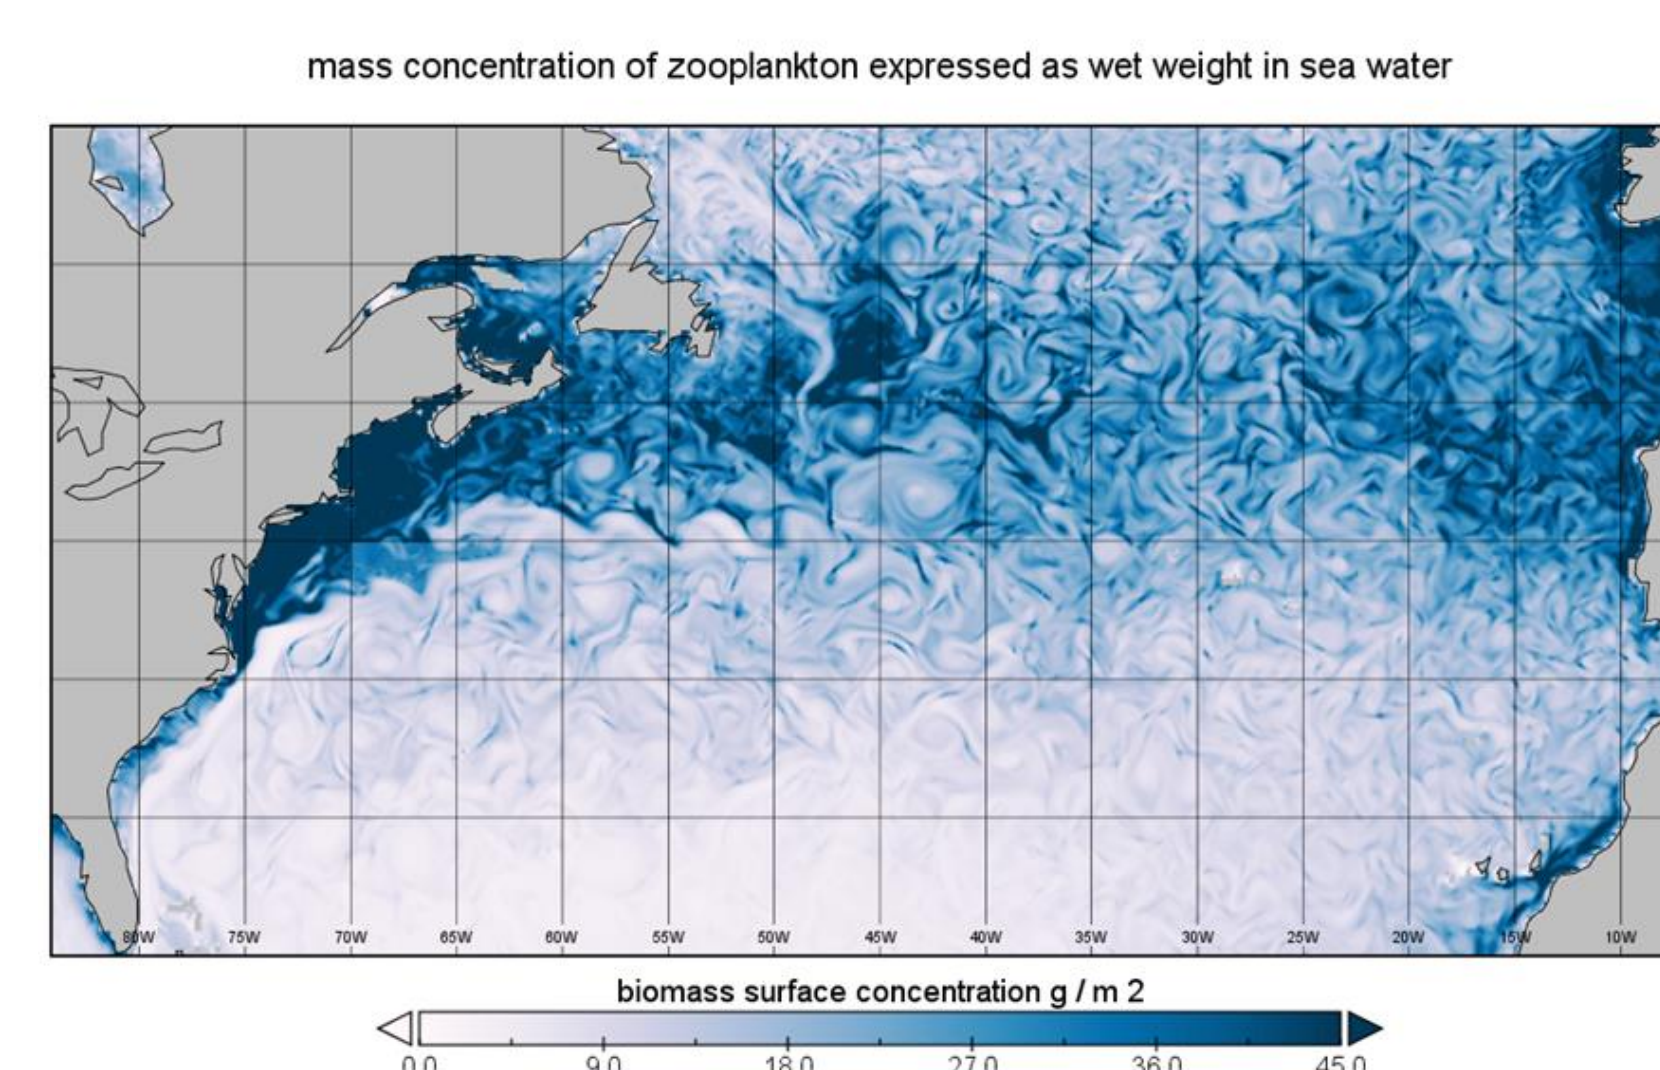 mass concentration of zooplankton expressed as wet weight in sea water
80W 75W 70W 65W 60W 55W 50W 45W 40W 35W 30W 25W 20W 15W 10W
biomass surface concentration g / m 2
0.0 9.0 18.0 27.0 36.0 45.0